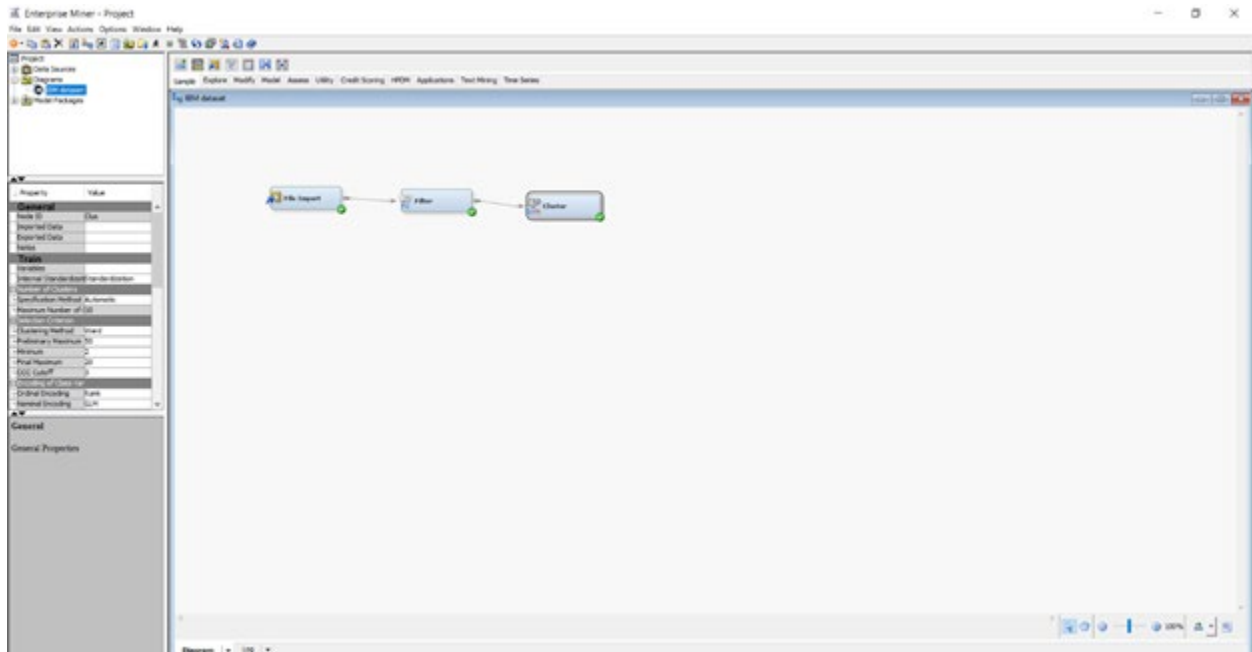 Enterprise Miner - Project
File Edit View Actions Options Window Help
Project
Data Sources
Diagrams
IBM dataset
Model Packages
Sample Explore Modify Model Assess Utility Credit Scoring HPDM Applications Text Mining Time Series
IBM dataset
File Import
Filter
Cluster
Property Value
General
Node ID Clus
Imported Data
Exported Data
Notes
Train
Variables
Internal Standardization Standardization
Number of Clusters
Specification Method Automatic
Maximum Number of
Selection Criterion
Clustering Method Ward
Preliminary Maximum 50
Minimum 2
Final Maximum 20
CCC Cutoff 3
Encoding of Class Var
Ordinal Encoding Rank
Nominal Encoding GLM
General
General Properties
100%
Diagram Log